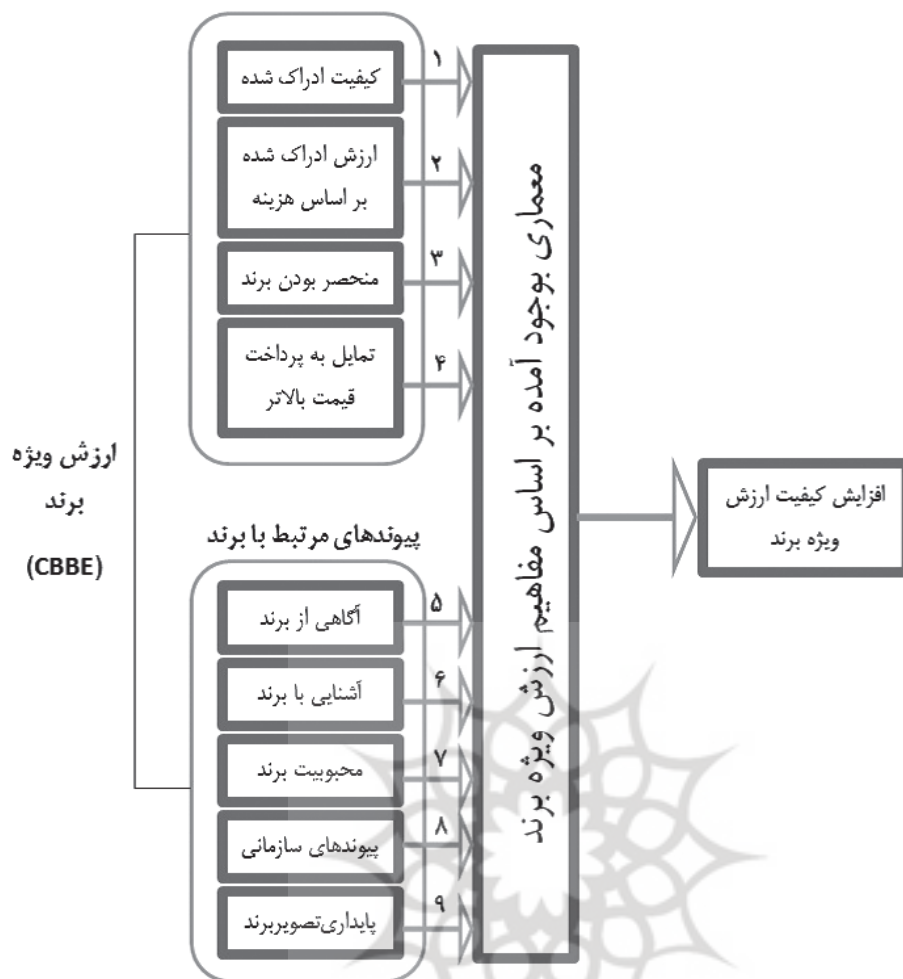 ارزش ویژه
برند
(CBBE)
۱
کیفیت ادراک شده
۲
ارزش ادراک شده
بر اساس هزینه
۳
منحصر بودن برند
۴
تمایل به پرداخت
قیمت بالاتر
پیوندهای مرتبط با برند
۵
آگاهی از برند
۶
آشنایی با برند
۷
محبوبیت برند
۸
پیوندهای سازمانی
۹
پایداری‌تصویربرند
معماری بوجود آمده بر اساس مفاهیم ارزش ویژه برند
افزایش کیفیت ارزش
ویژه برند